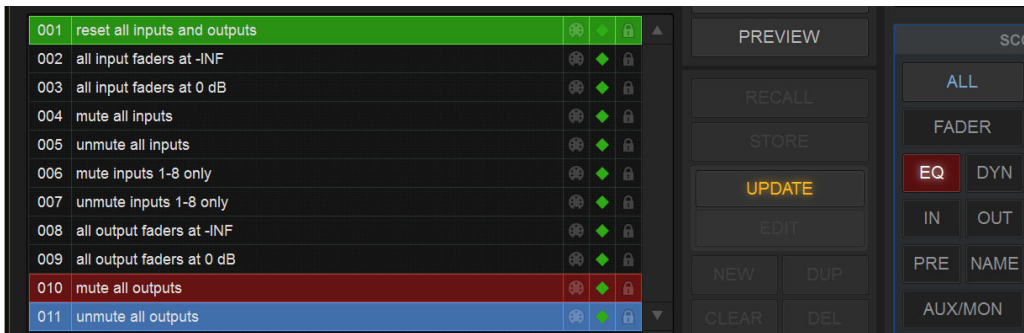 001 reset all inputs and outputs
002 all input faders at -INF
003 all input faders at 0 dB
004 mute all inputs
005 unmute all inputs
006 mute inputs 1-8 only
007 unmute inputs 1-8 only
008 all output faders at -INF
009 all output faders at 0 dB
010 mute all outputs
011 unmute all outputs
PREVIEW
RECALL
STORE
UPDATE
EDIT
NEW DUP
CLEAR DEL
ALL
FADER
EQ DYN
IN OUT
PRE NAME
AUX/MON